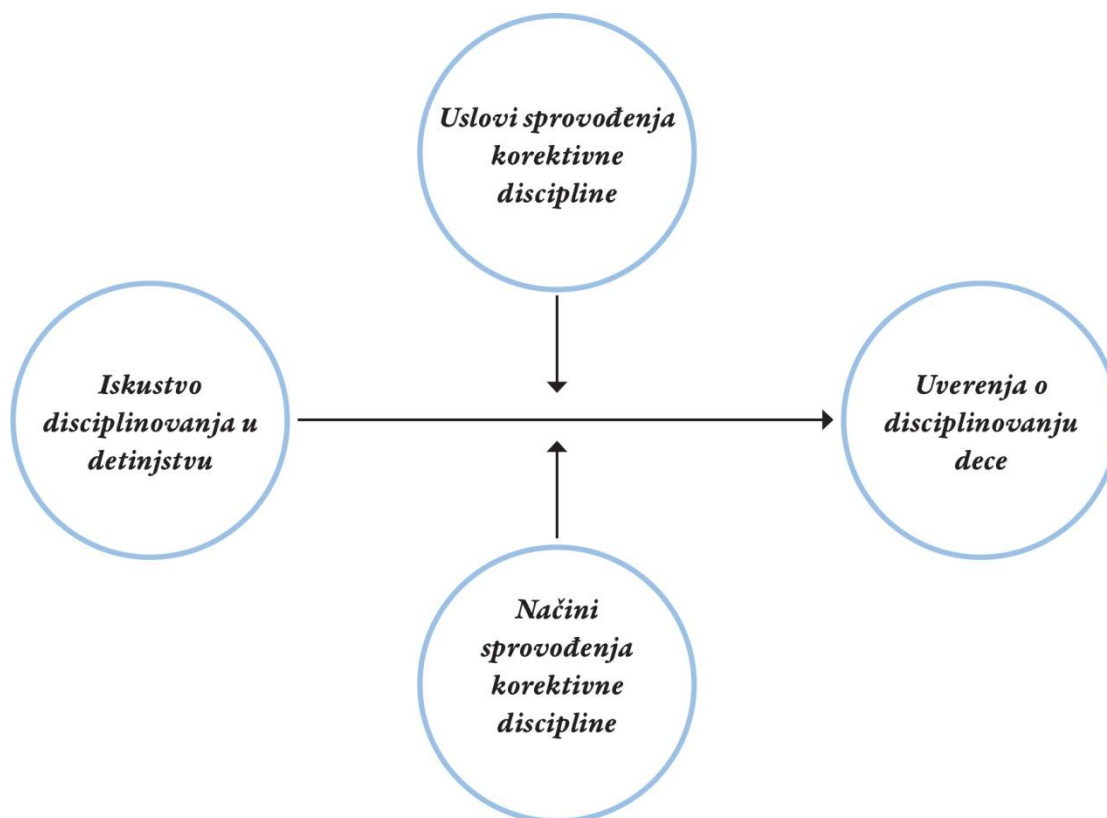 Uslovi sprovođenja
korektivne
discipline
Iskustvo
disciplinovanja u
detinjstvu
Uverenja o
disciplinovanju
dece
Načini
sprovođenja
korektivne
discipline